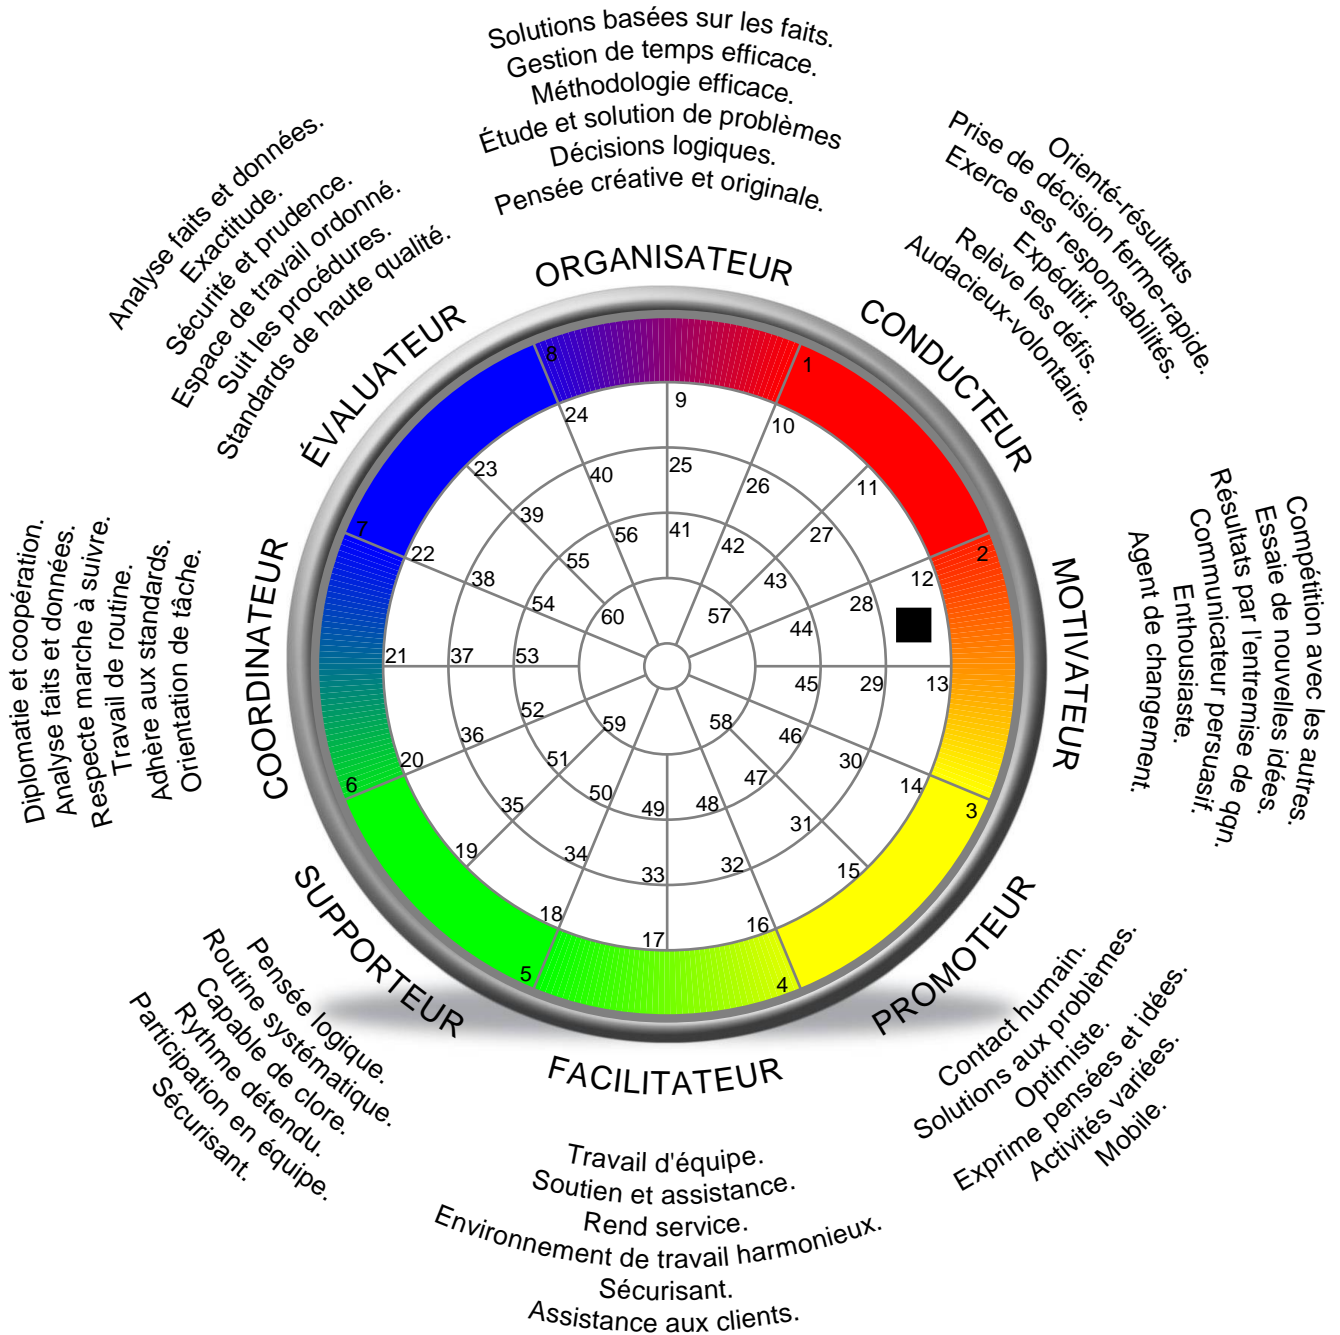 Solutions basées sur les faits.
Gestion de temps efficace.
Méthodologie efficace.
Étude et solution de problèmes
Décisions logiques.
Pensée créative et originale.
ORGANISATEUR
Orienté-résultats
Prise de décision ferme-rapide.
Exerce ses responsabilités.
Expéditif.
Relève les défis.
Audacieux-volontaire.
CONDUCTEUR
Compétition avec les autres.
Essaie de nouvelles idées.
Résultats par l'entremise de qqn.
Communicateur persuasif.
Enthousiaste.
Agent de changement.
MOTIVATEUR
Contact humain.
Solutions aux problèmes.
Optimiste.
Exprime pensées et idées.
Activités variées.
Mobile.
PROMOTEUR
FACILITATEUR
Travail d'équipe.
Soutien et assistance.
Rend service.
Environnement de travail harmonieux.
Sécurisant.
Assistance aux clients.
SUPPORTEUR
Pensée logique.
Routine systématique.
Capable de clore.
Rythme détendu.
Participation en équipe.
Sécurisant.
COORDINATEUR
Diplomatie et coopération.
Analyse faits et données.
Respecte marche à suivre.
Travail de routine.
Adhère aux standards.
Orientation de tâche.
ÉVALUATEUR
Analyse faits et données.
Exactitude.
Sécurité et prudence.
Espace de travail ordonné.
Suit les procédures.
Standards de haute qualité.
1
2
3
4
5
6
7
8
9
10
11
12
13
14
15
16
17
18
19
20
21
22
23
24
25
26
27
28
29
30
31
32
33
34
35
36
37
38
39
40
41
42
43
44
45
46
47
48
49
50
51
52
53
54
55
56
57
58
59
60